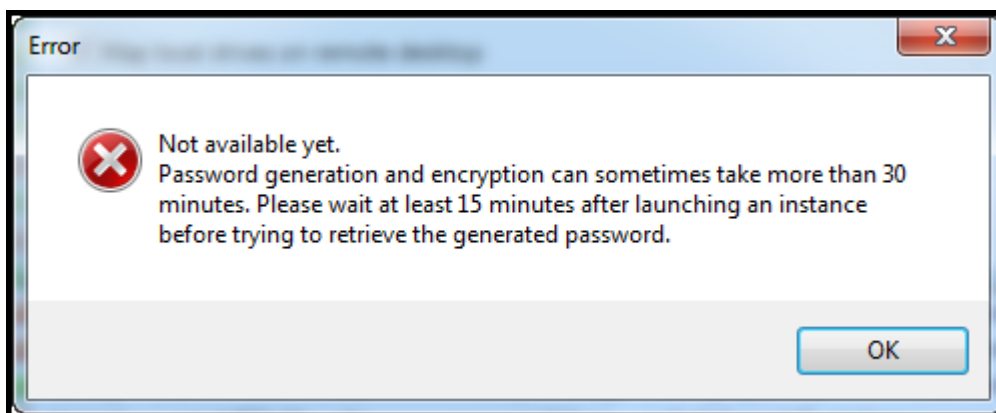 Error
Not available yet.
Password generation and encryption can sometimes take more than 30
minutes. Please wait at least 15 minutes after launching an instance
before trying to retrieve the generated password.
OK